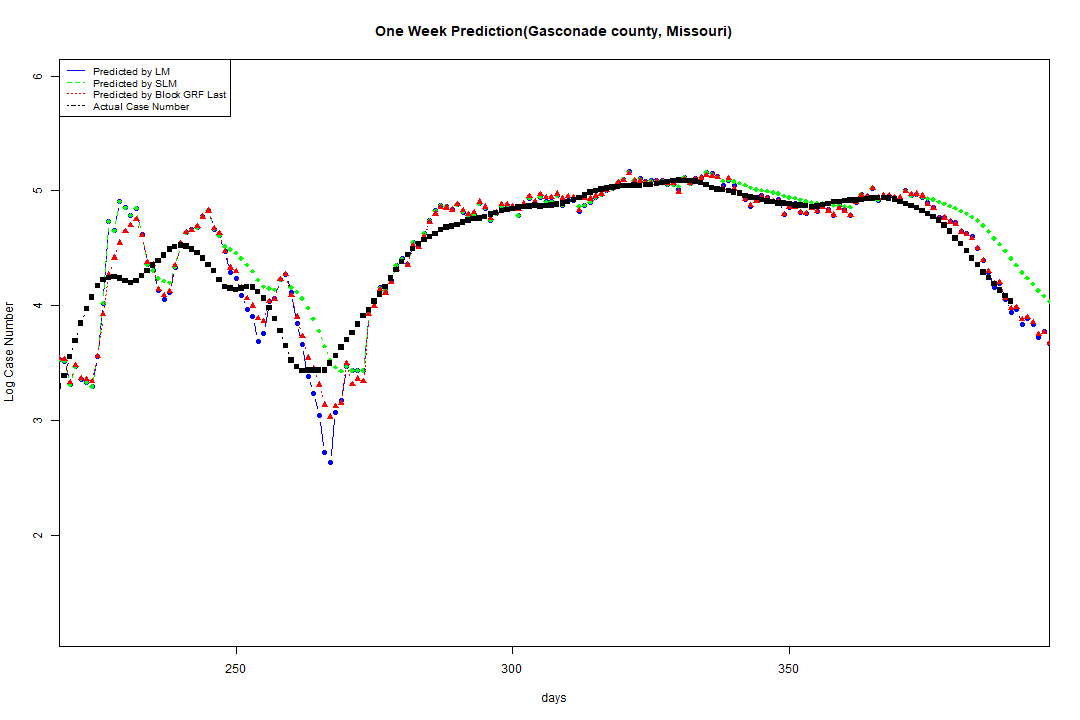 One Week Prediction(Gasconade county, Missouri)
Predicted by LM
Predicted by SLM
Predicted by Block GRF Last
Actual Case Number
6
5
4
3
2
Log Case Number
250
300
350
days